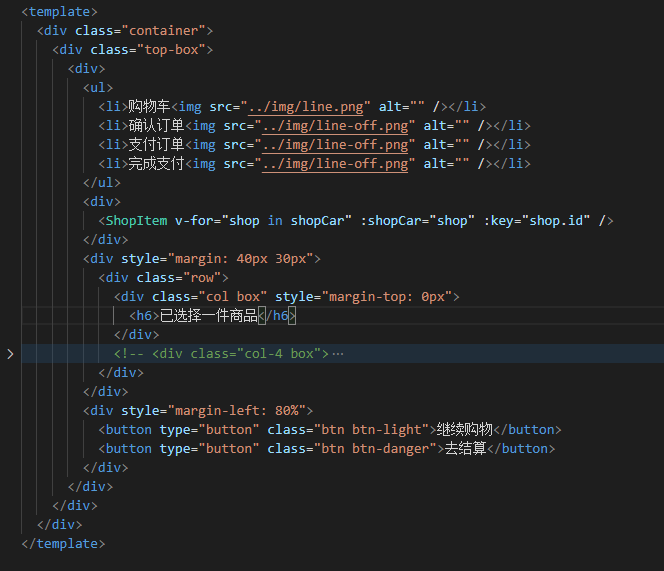 <template>
<div class="container">
<div class="top-box">
<div>
<ul>
<li>购物车<img src="../img/line.png" alt="" /></li>
<li>确认订单<img src="../img/line-off.png" alt="" /></li>
<li>支付订单<img src="../img/line-off.png" alt="" /></li>
<li>完成支付<img src="../img/line-off.png" alt="" /></li>
</ul>
<div>
<ShopItem v-for="shop in shopCar" :shopCar="shop" :key="shop.id" />
</div>
<div style="margin: 40px 30px">
<div class="row">
<div class="col box" style="margin-top: 0px">
<h6>已选择一件商品</h6>
</div>
<!-- <div class="col-4 box">…
</div>
</div>
<div style="margin-left: 80%">
<button type="button" class="btn btn-light">继续购物</button>
<button type="button" class="btn btn-danger">去结算</button>
</div>
</div>
</div>
</div>
</template>